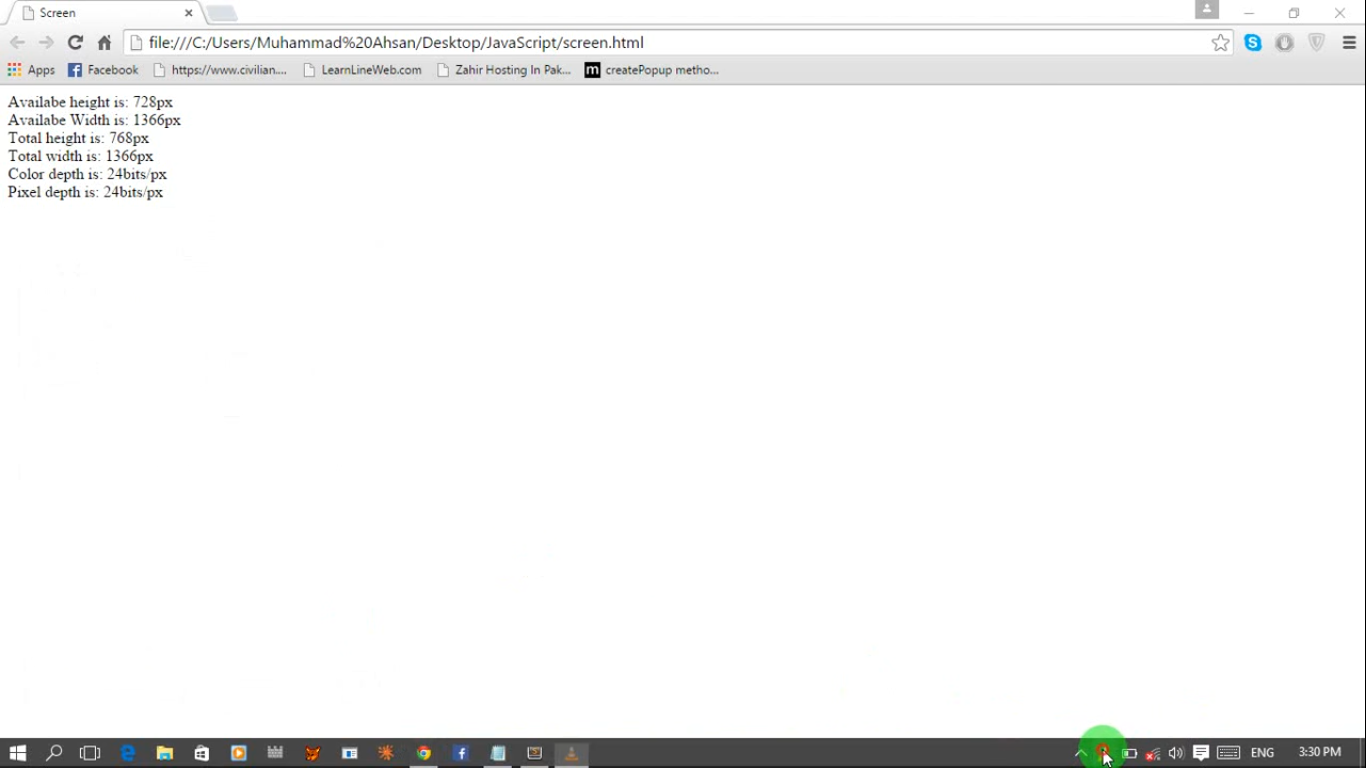 Screen
file:///C:/Users/Muhammad%20Ahsan/Desktop/JavaScript/screen.html
Apps Facebook https://www.civilian.... LearnLineWeb.com Zahir Hosting In Pak... m createPopup metho...
Availabe height is: 728px
Availabe Width is: 1366px
Total height is: 768px
Total width is: 1366px
Color depth is: 24bits/px
Pixel depth is: 24bits/px
ENG 3:30 PM